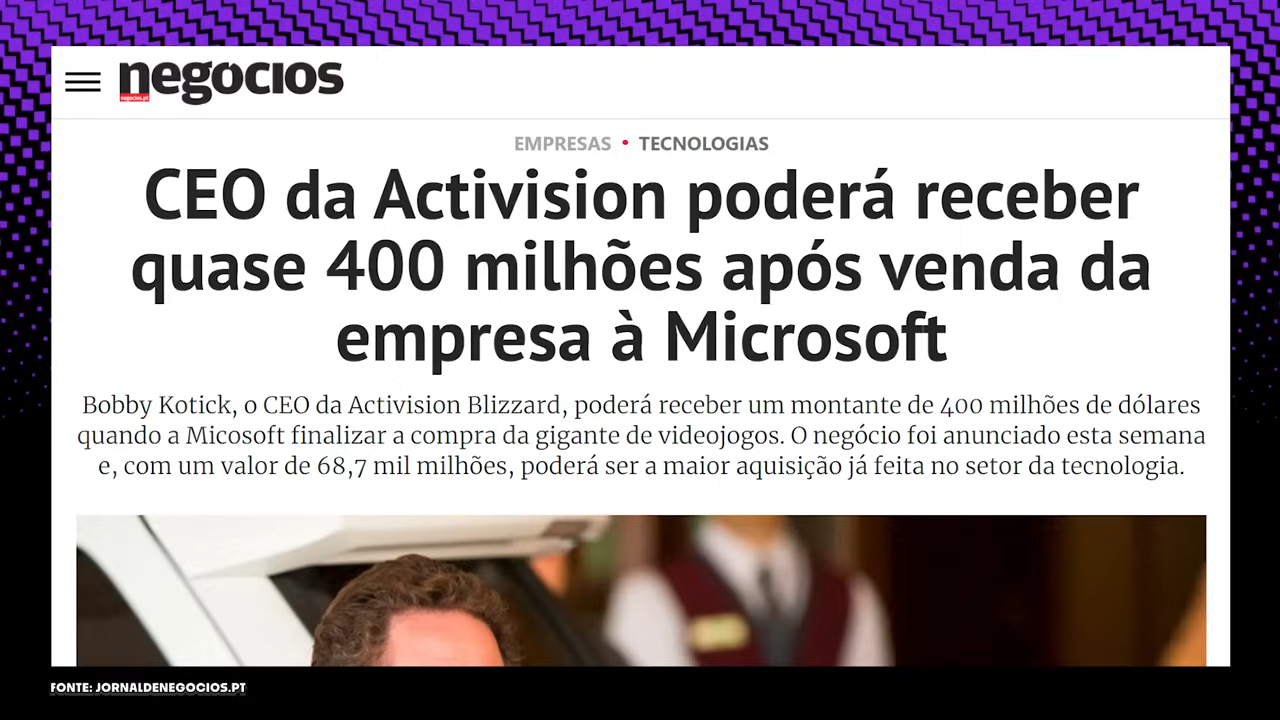 negocios
negocios.pt
EMPRESAS • TECNOLOGIAS
CEO da Activision poderá receber
quase 400 milhões após venda da
empresa à Microsoft
Bobby Kotick, o CEO da Activision Blizzard, poderá receber um montante de 400 milhões de dólares
quando a Micosoft finalizar a compra da gigante de videojogos. O negócio foi anunciado esta semana
e, com um valor de 68,7 mil milhões, poderá ser a maior aquisição já feita no setor da tecnologia.
FONTE: JORNALDENEGOCIOS.PT